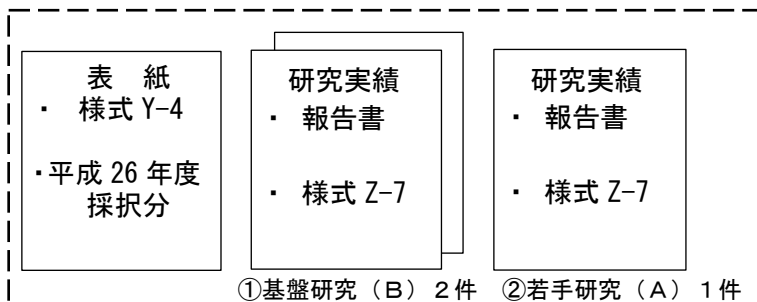 表　紙
・　様式 Y-4
・平成 26 年度
採択分
研究実績
・　報告書
・　様式 Z-7
研究実績
・　報告書
・　様式 Z-7
①基盤研究（Ｂ）２件
②若手研究（Ａ）１件